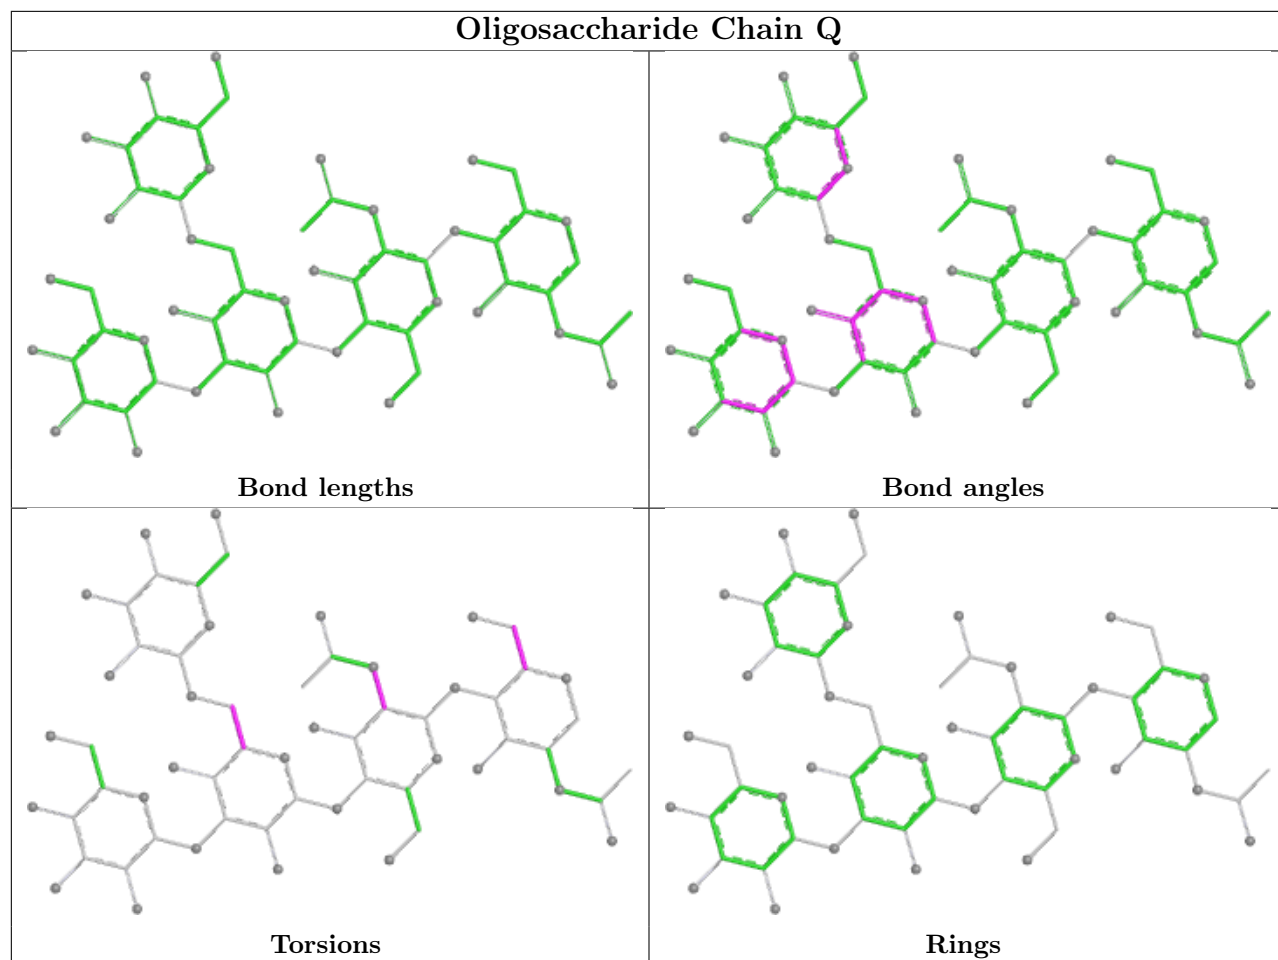 Oligosaccharide Chain Q
Bond lengths
Bond angles
Torsions
Rings